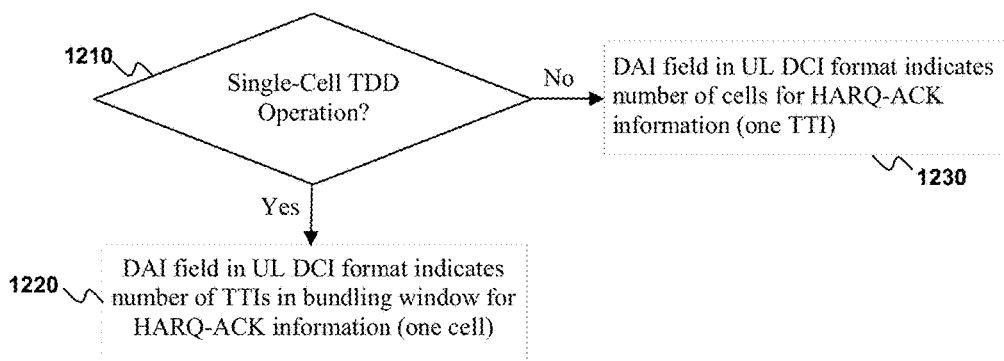 1210
Single-Cell TDD
Operation?
No
DAI field in UL DCI format indicates
number of cells for HARQ-ACK
information (one TTI)
1230
Yes
1220
DAI field in UL DCI format indicates
number of TTIs in bundling window for
HARQ-ACK information (one cell)